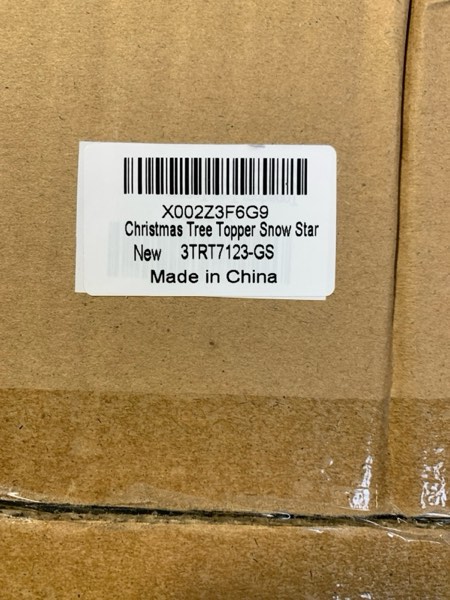 X002Z3F6G9
Christmas Tree Topper Snow Star
New 3TRT7123-GS
Made in China